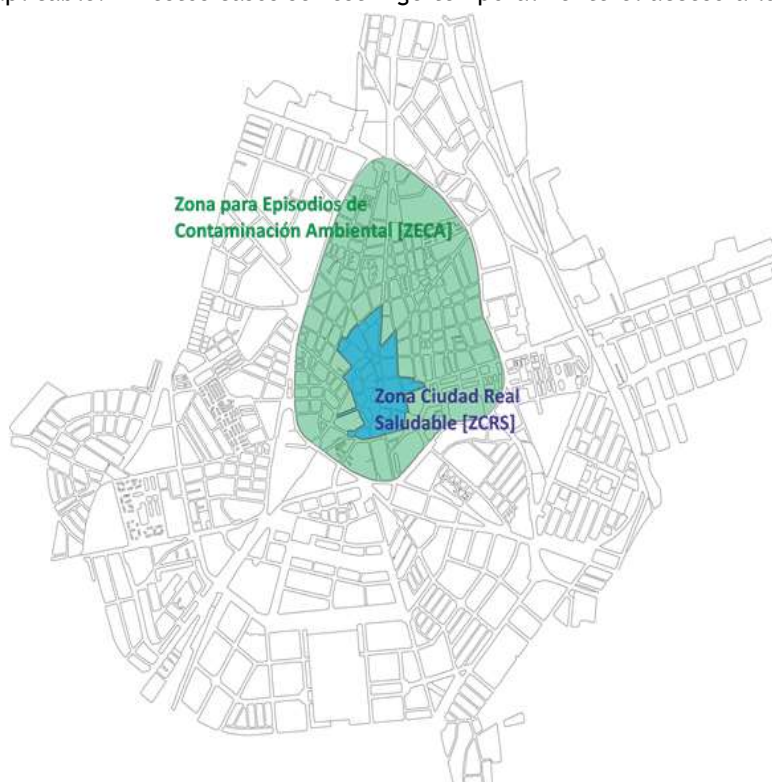 Zona para Episodios de
Contaminación Ambiental [ZECA]
Zona Ciudad Real
Saludable [ZCRS]